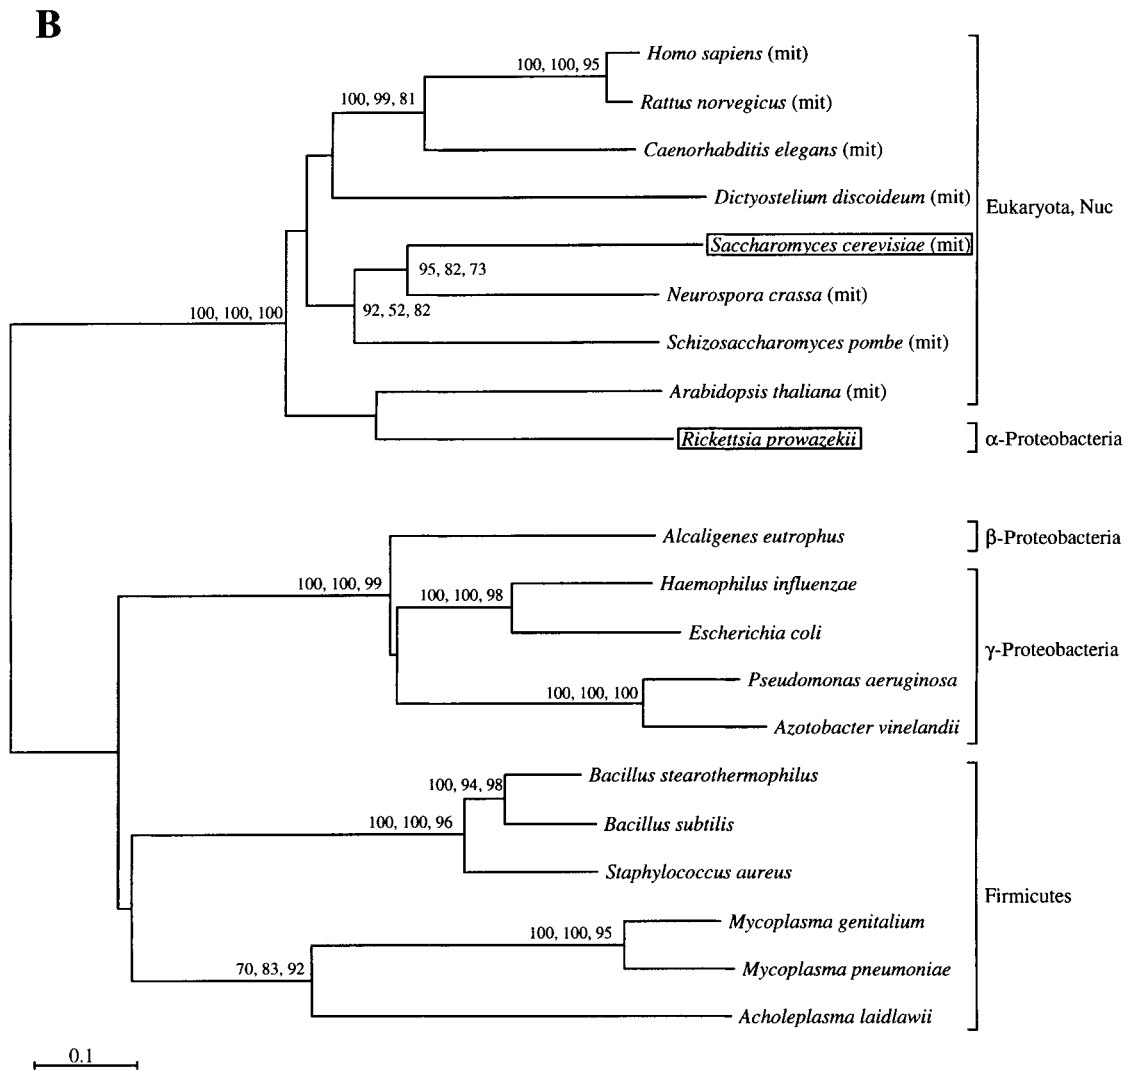 B
Homo sapiens (mit)
100, 100, 95
Rattus norvegicus (mit)
100, 99, 81
Caenorhabditis elegans (mit)
Dictyostelium discoideum (mit)
Eukaryota, Nuc
Saccharomyces cerevisiae (mit)
95, 82, 73
Neurospora crassa (mit)
92, 52, 82
100, 100, 100
Schizosaccharomyces pombe (mit)
Arabidopsis thaliana (mit)
Rickettsia prowazekii
α-Proteobacteria
Alcaligenes eutrophus
β-Proteobacteria
100, 100, 99
Haemophilus influenzae
100, 100, 98
Escherichia coli
γ-Proteobacteria
Pseudomonas aeruginosa
100, 100, 100
Azotobacter vinelandii
Bacillus stearothermophilus
100, 94, 98
Bacillus subtilis
100, 100, 96
Staphylococcus aureus
Firmicutes
Mycoplasma genitalium
100, 100, 95
Mycoplasma pneumoniae
70, 83, 92
Acholeplasma laidlawii
0.1